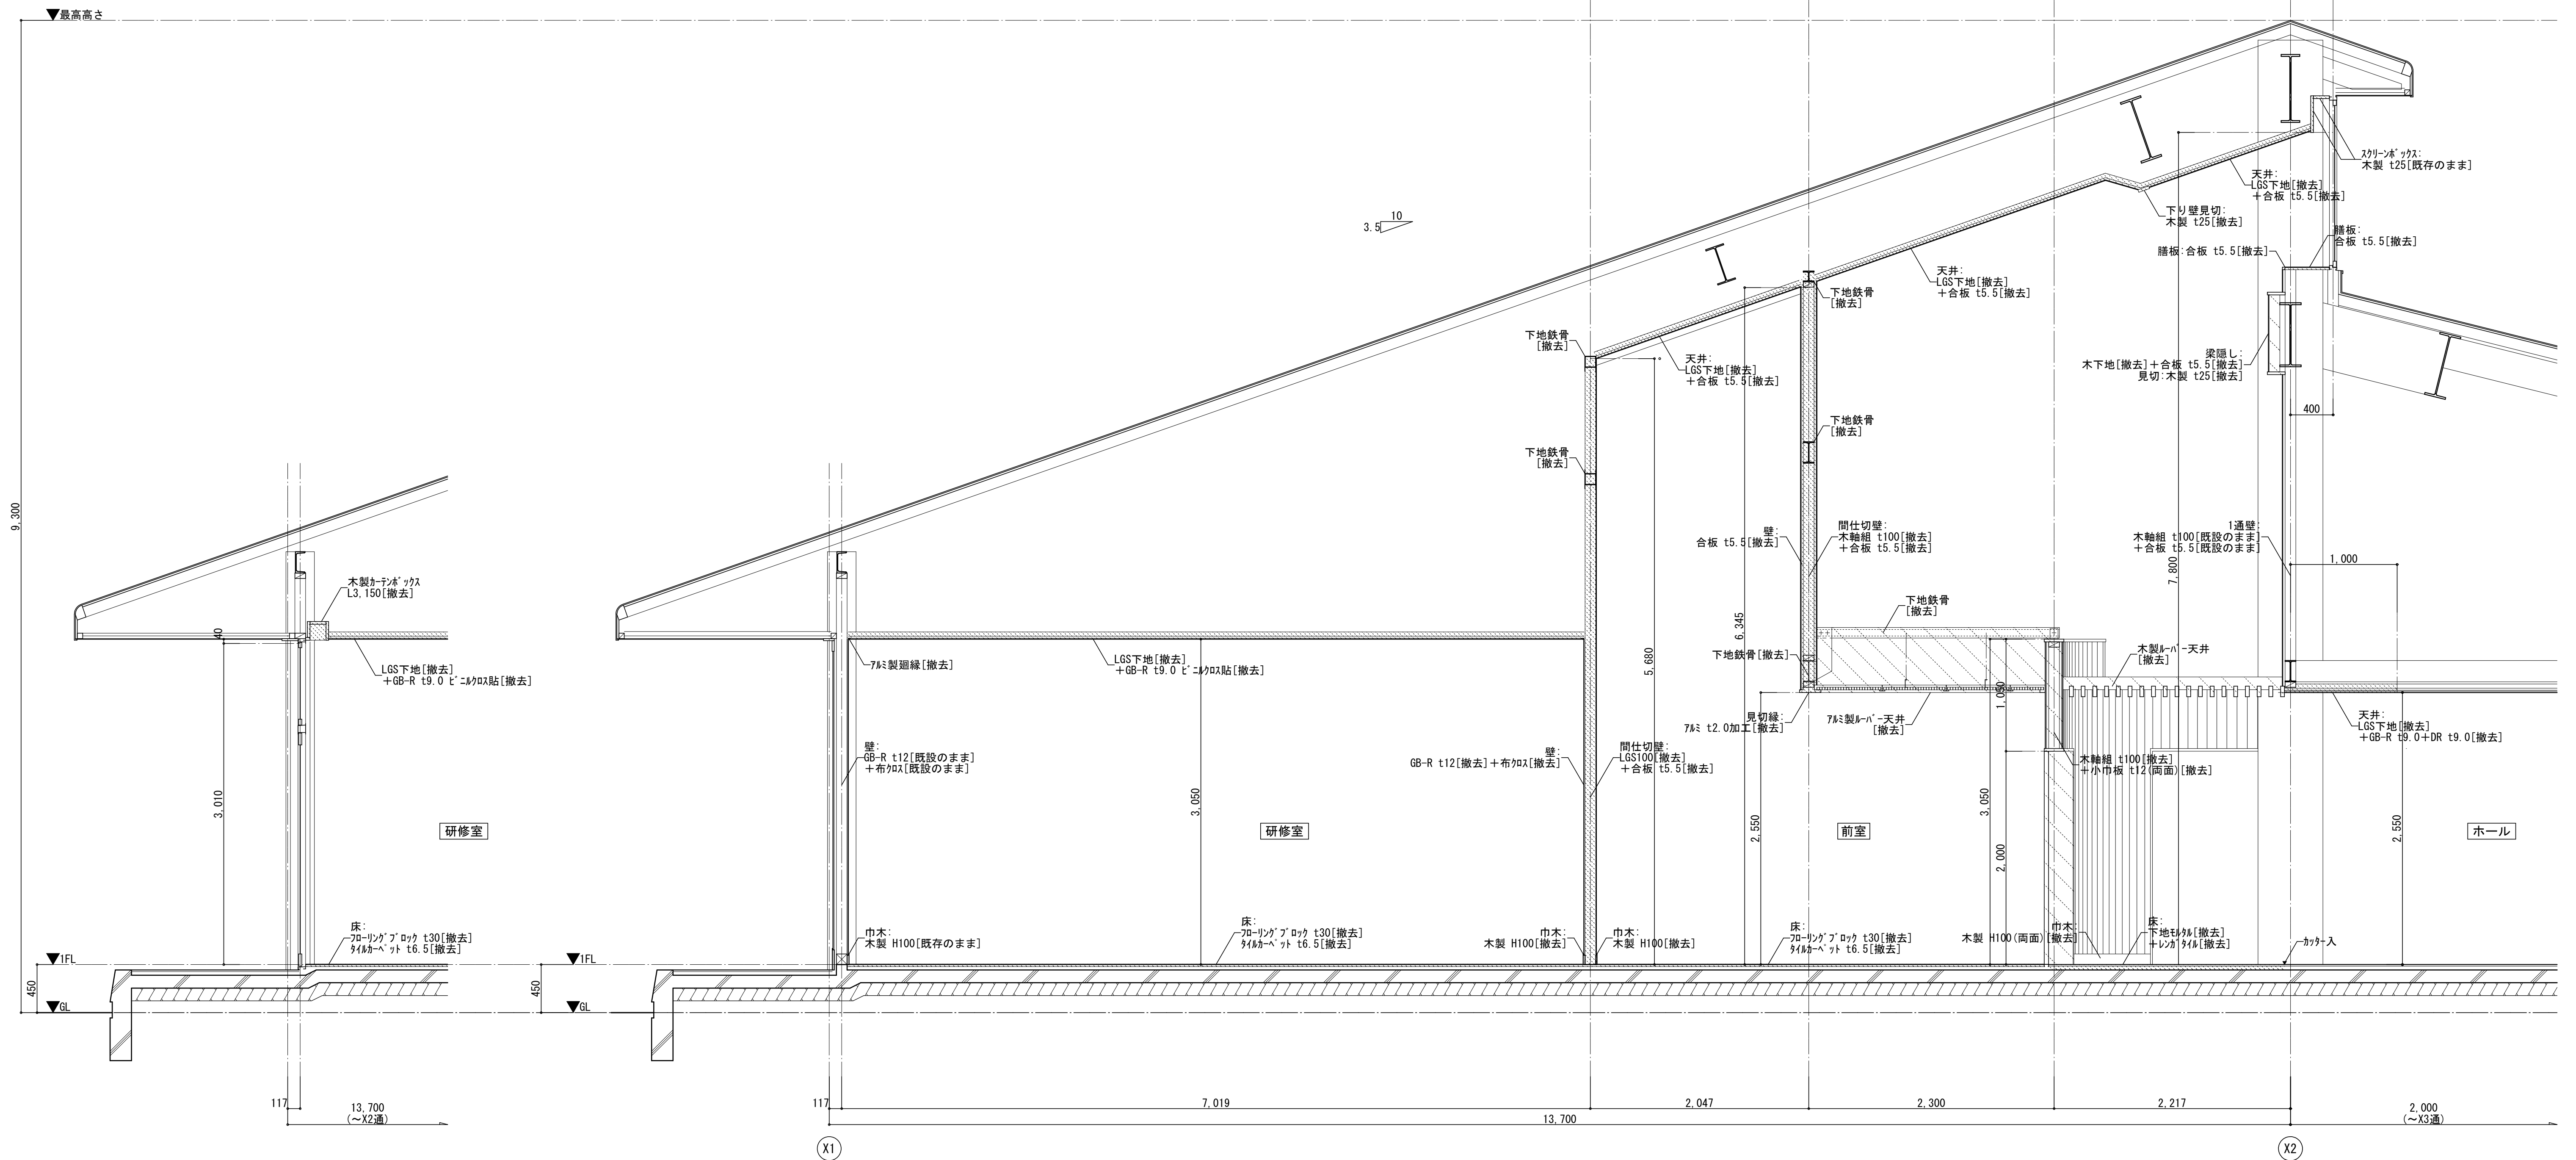 ▼最高高さ
9,300
10
3.5
スクリーンボックス:
木製 t25[既存のまま]
天井:
LGS下地[撤去]
＋合板 t5.5[撤去]
下り壁見切:
木製 t25[撤去]
膳板:
合板 t5.5[撤去]
膳板:合板 t5.5[撤去]
天井:
LGS下地[撤去]
＋合板 t5.5[撤去]
下地鉄骨
[撤去]
下地鉄骨
[撤去]
天井:
LGS下地[撤去]
＋合板 t5.5[撤去]
梁隠し:
木下地[撤去]＋合板 t5.5[撤去]
見切:木製 t25[撤去]
400
下地鉄骨
[撤去]
下地鉄骨
[撤去]
壁:
合板 t5.5[撤去]
間仕切壁:
木軸組 t100[撤去]
＋合板 t5.5[撤去]
1通壁:
木軸組 t100[既設のまま]
＋合板 t5.5[既設のまま]
1,000
7,800
6,345
5,680
木製カーテンボックス
L3,150[撤去]
40
下地鉄骨
[撤去]
LGS下地[撤去]
＋GB-R t9.0 ビニルクロス貼[撤去]
アルミ製廻縁[撤去]
LGS下地[撤去]
＋GB-R t9.0 ビニルクロス貼[撤去]
下地鉄骨[撤去]
木製ルーバー天井
[撤去]
1,050
見切縁:
アルミ t2.0加工[撤去]
アルミ製ルーバー天井
[撤去]
天井:
LGS下地[撤去]
＋GB-R t9.0＋DR t9.0[撤去]
壁:
GB-R t12[既設のまま]
＋布クロス[既設のまま]
壁:
GB-R t12[撤去]＋布クロス[撤去]
間仕切壁:
LGS100[撤去]
＋合板 t5.5[撤去]
木軸組 t100[撤去]
＋小巾板 t12(両面)[撤去]
3,010
3,050
2,550
3,050
2,000
2,550
研修室
研修室
前室
ホール
床:
フローリングブロック t30[撤去]
タイルカーペット t6.5[撤去]
巾木:
木製 H100[既存のまま]
床:
フローリングブロック t30[撤去]
タイルカーペット t6.5[撤去]
巾木:
木製 H100[撤去]
巾木:
木製 H100[撤去]
床:
フローリングブロック t30[撤去]
タイルカーペット t6.5[撤去]
巾木:
木製 H100(両面)[撤去]
床:
下地モルタル[撤去]
＋レンガタイル[撤去]
カッター入
▼1FL
▼1FL
450
450
▼GL
▼GL
117
13,700
(～X2通)
117
7,019
2,047
2,300
2,217
13,700
2,000
(～X3通)
X1
X2